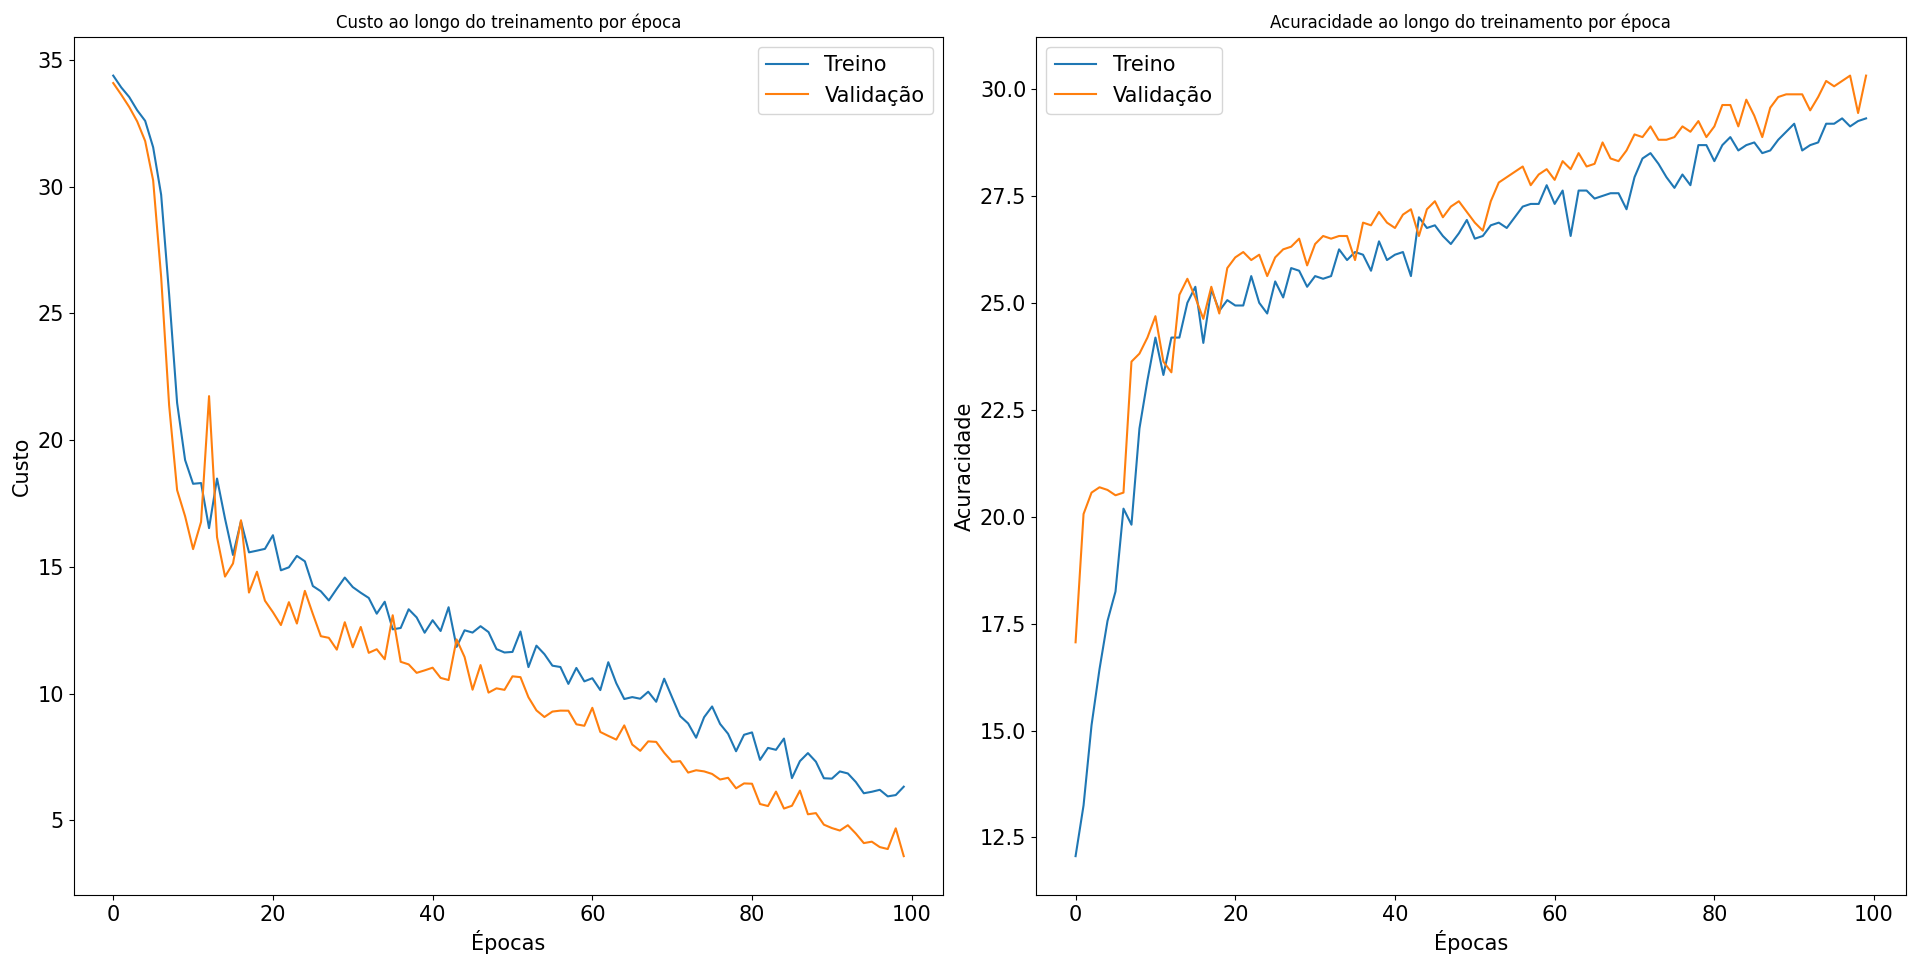 Custo ao longo do treinamento por época
35
30
25
20
15
10
5
Custo
Treino
Validação
0 20 40 60 80 100
Épocas
Acuracidade ao longo do treinamento por época
30.0
27.5
25.0
22.5
20.0
17.5
15.0
12.5
Acuracidade
Treino
Validação
0 20 40 60 80 100
Épocas